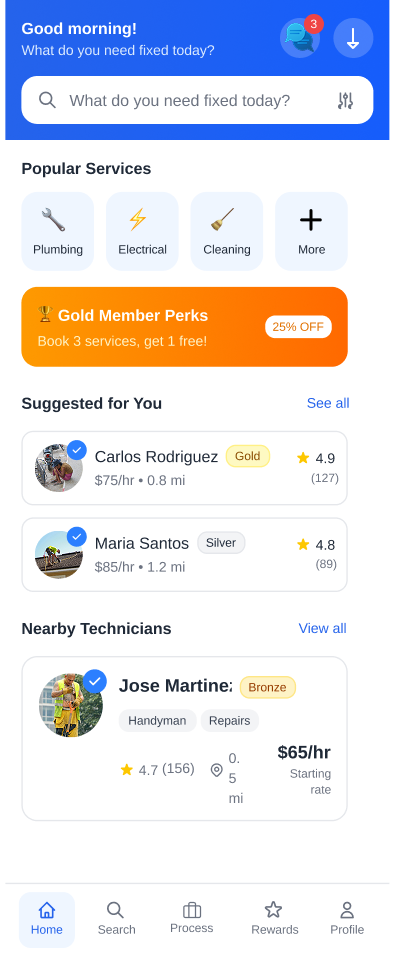 Good morning!
What do you need fixed today?
3
What do you need fixed today?
Popular Services
Plumbing
Electrical
Cleaning
More
Gold Member Perks
Book 3 services, get 1 free!
25% OFF
Suggested for You
See all
Carlos Rodriguez
Gold
4.9
$75/hr • 0.8 mi
(127)
Maria Santos
Silver
4.8
$85/hr • 1.2 mi
(89)
Nearby Technicians
View all
Jose Martine
Bronze
Handyman
Repairs
4.7 (156)
0.
5
mi
$65/hr
Starting
rate
Home
Search
Process
Rewards
Profile